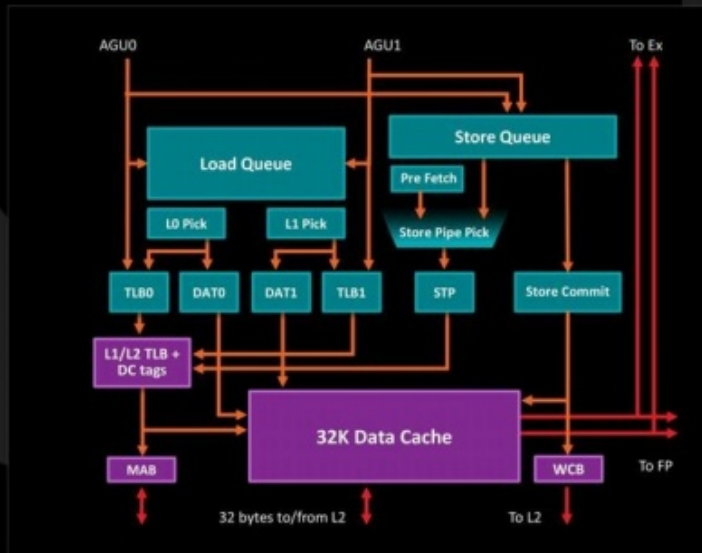 AGU0
AGU1
To Ex
Load Queue
Store Queue
Pre Fetch
L0 Pick
L1 Pick
Store Pipe Pick
TLB0
DAT0
DAT1
TLB1
STP
Store Commit
L1/L2 TLB +
DC tags
32K Data Cache
MAB
WCB
To FP
32 bytes to/from L2
To L2